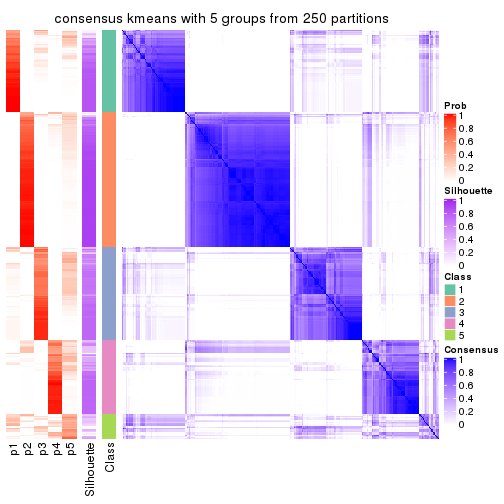 consensus kmeans with 5 groups from 250 partitions
Prob
1
0.8
0.6
0.4
0.2
0
Silhouette
1
0.8
0.6
0.4
0.2
0
Class
1
2
3
4
5
Consensus
1
0.8
0.6
0.4
0.2
0
p1
p2
p3
p4
p5
Silhouette
Class